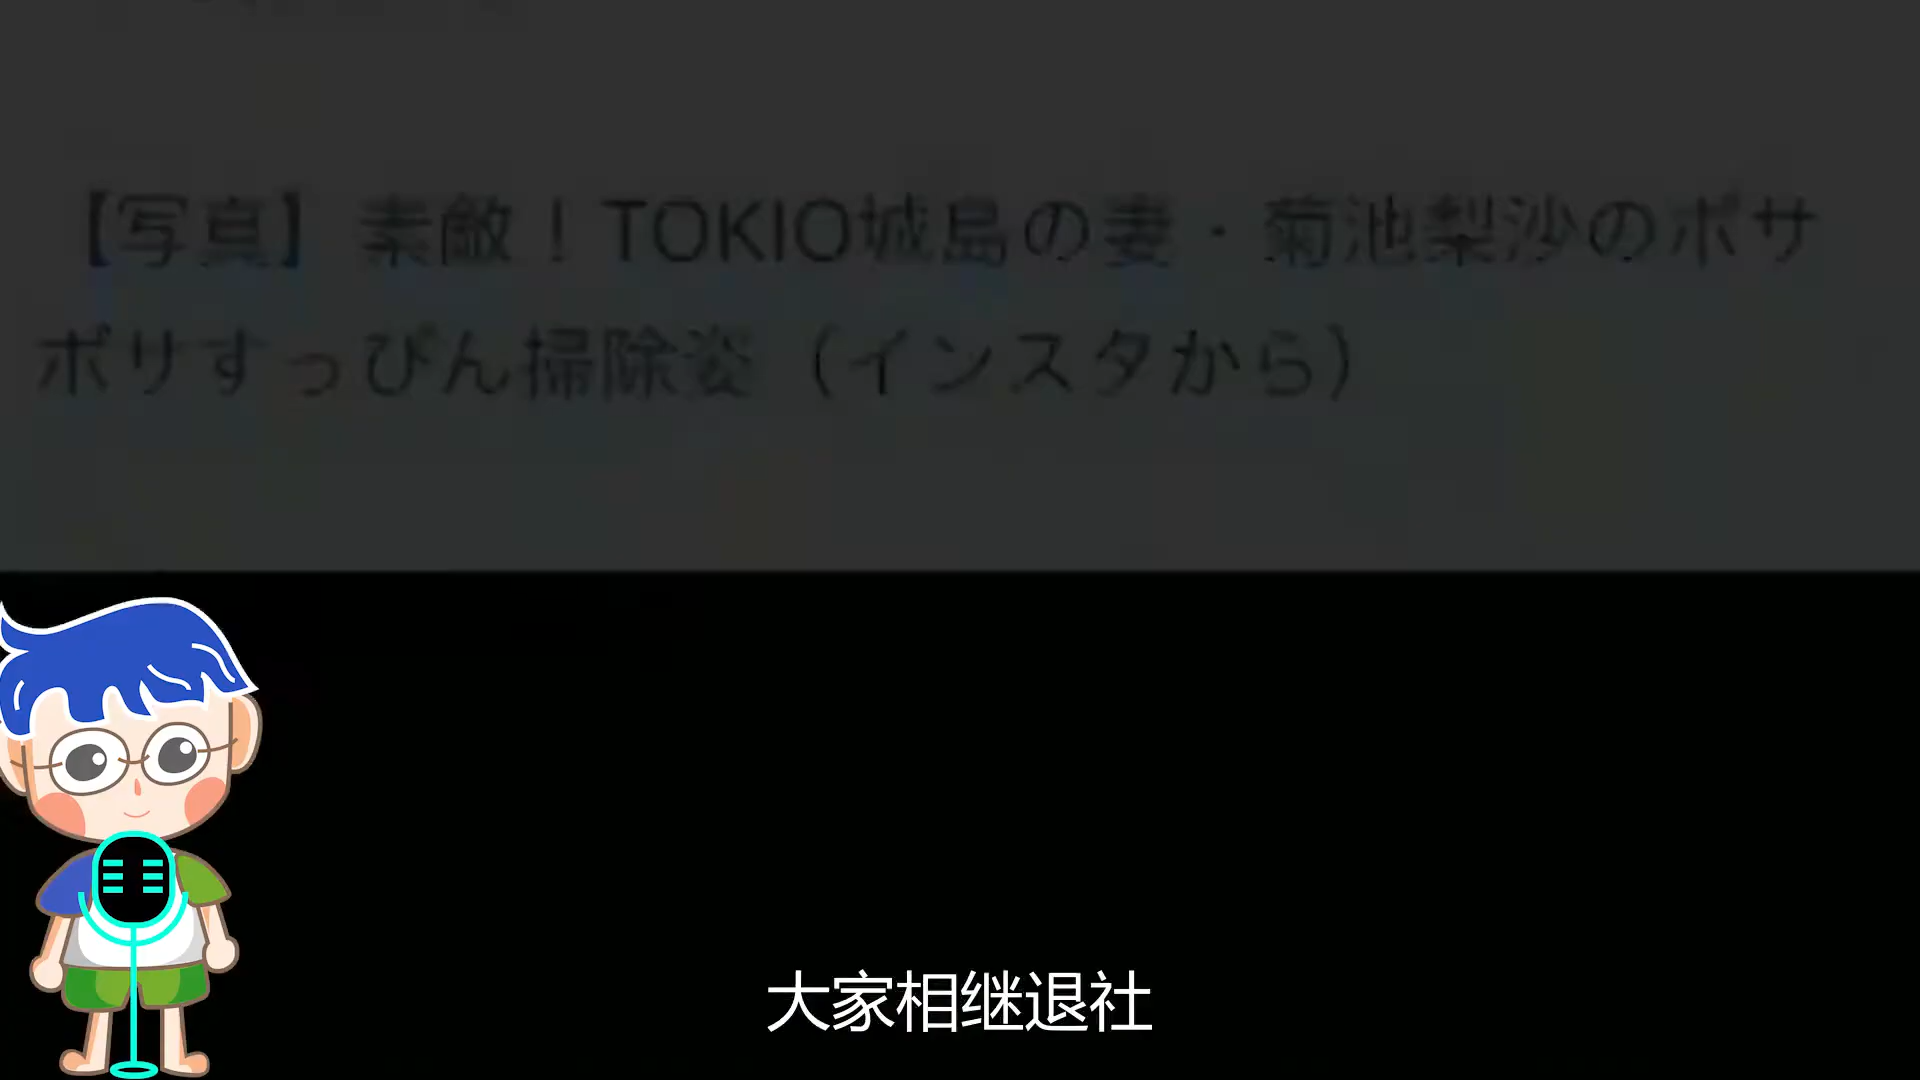 【写真】素敵！TOKIO城島の妻・菊池梨沙のボサ
ボサすっぴん掃除姿（インスタから）
大家相继退社